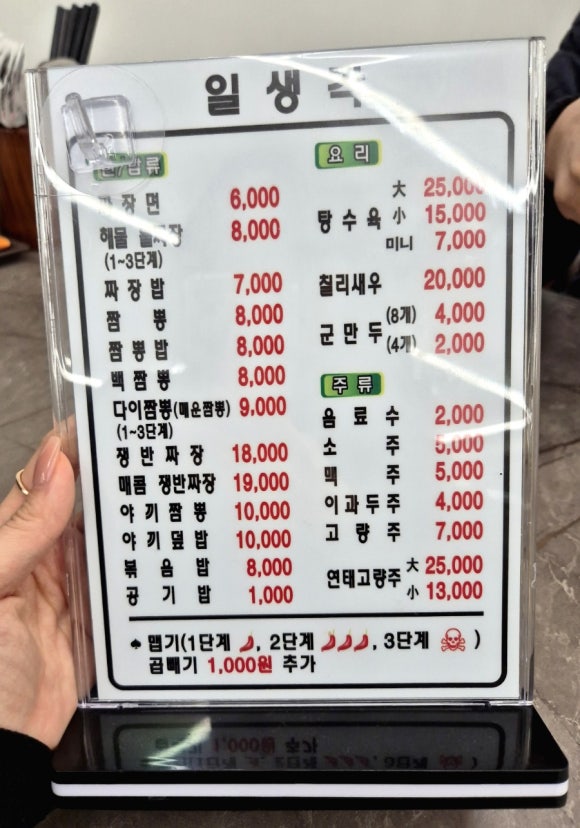 일 생
면/밥류
짜장면 6,000
해물 짜장 8,000
(1~3단계)
짜장밥 7,000
짬 뽕 8,000
짬뽕밥 8,000
백짬뽕 8,000
다이짬뽕(매운짬뽕) 9,000
(1~3단계)
쟁반짜장 18,000
매콤 쟁반짜장 19,000
야끼짬뽕 10,000
야끼덮밥 10,000
볶음밥 8,000
공기밥 1,000
요리
탕수육 大 25,000
小 15,000
미니 7,000
칠리새우 20,000
군만두 (8개) 4,000
(4개) 2,000
주류
음료수 2,000
소 주 5,000
맥 주 5,000
이과두주 4,000
고량주 7,000
연태고량주 大 25,000
小 13,000
♠ 맵기(1단계 , 2단계 , 3단계 )
곱빼기 1,000원 추가